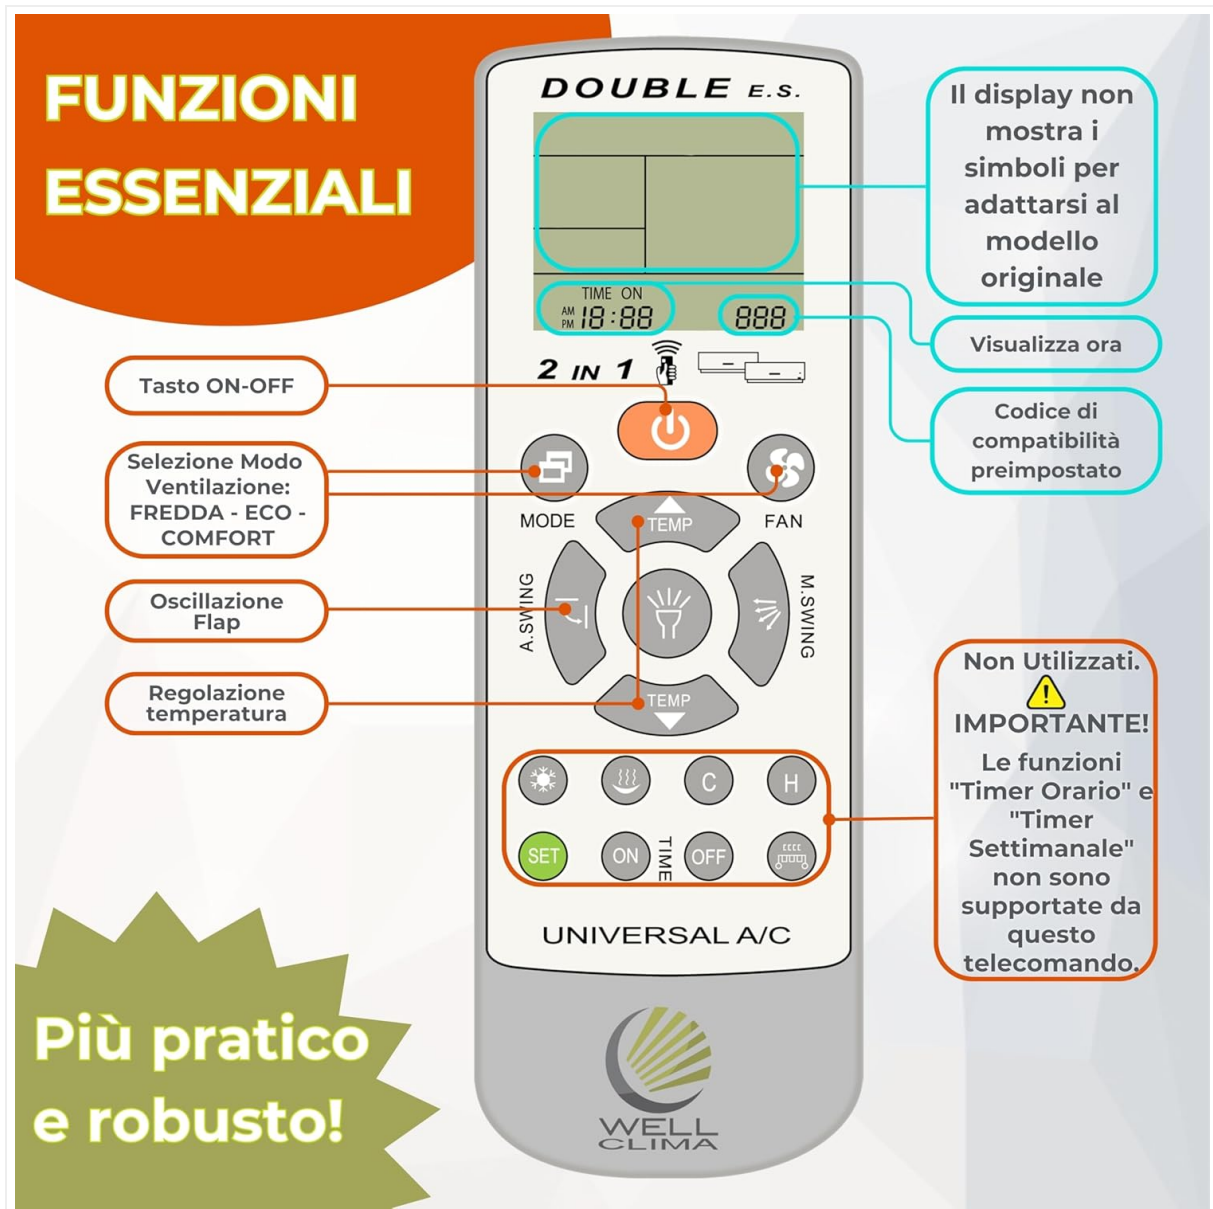 FUNZIONI
ESSENZIALI
DOUBLE E.S.
Il display non
mostra i
simboli per
adattarsi al
modello
originale
TIME ON
AM
PM
18:88
888
Visualizza ora
Codice di
compatibilità
preimpostato
2 IN 1
Tasto ON-OFF
Selezione Modo
Ventilazione:
FREDDA - ECO -
COMFORT
Oscillazione
Flap
Regolazione
temperatura
MODE
TEMP
FAN
A.SWING
M.SWING
TEMP
C
H
SET
ON
TIME
OFF
Non Utilizzati.
IMPORTANTE!
Le funzioni
"Timer Orario" e
"Timer
Settimanale"
non sono
supportate da
questo
telecomando.
UNIVERSAL A/C
WELL
CLIMA
Più pratico
e robusto!